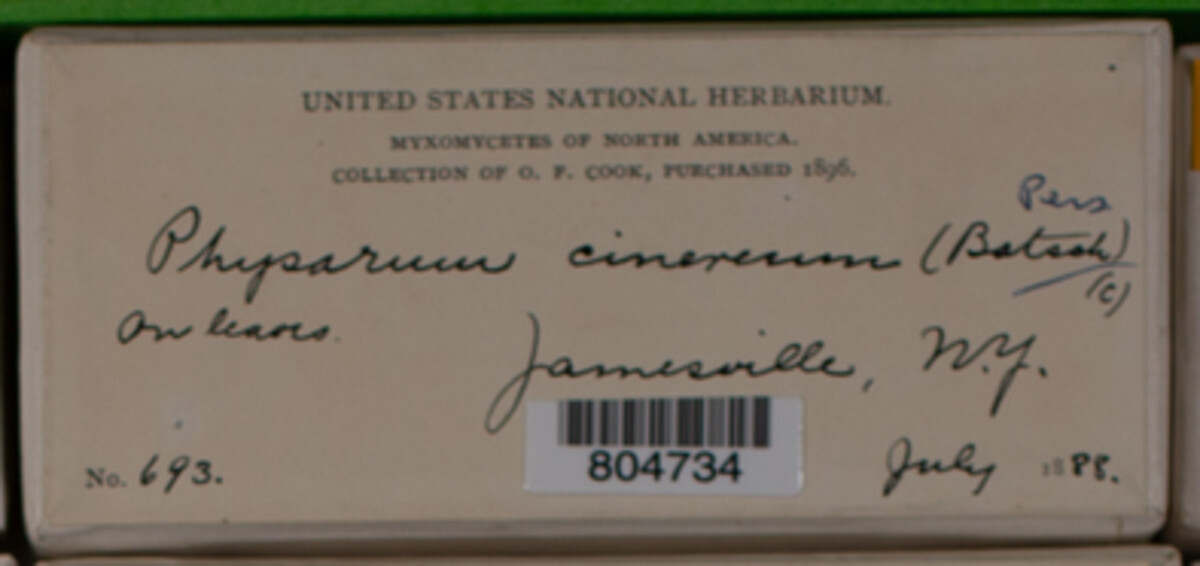 UNITED STATES NATIONAL HERBARIUM.
MYXOMYCETES OF NORTH AMERICA.
COLLECTION OF O. F. COOK, PURCHASED 1896.
Pers
Physarum cinereum (Batsch)
(C)
On leaves.
Jamesville, N.Y.
804734
No. 693.
July 1888.